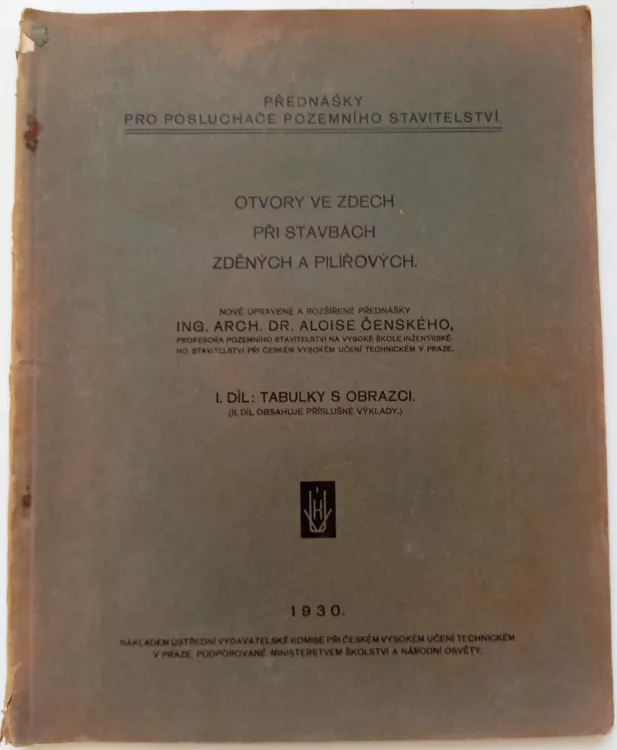 PŘEDNÁŠKY
PRO POSLUCHAČE POZEMNÍHO STAVITELSTVÍ.
OTVORY VE ZDECH
PŘI STAVBÁCH
ZDĚNÝCH A PILÍŘOVÝCH.
NOVĚ UPRAVENÉ A ROZŠÍŘENÉ PŘEDNÁŠKY
ING. ARCH. DR. ALOISE ČENSKÉHO,
PROFESORA POZEMNÍHO STAVITELSTVÍ NA VYSOKÉ ŠKOLE INŽENÝRSKÉ-
HO STAVITELSTVÍ PŘI ČESKÉM VYSOKÉM UČENÍ TECHNICKÉM V PRAZE.
I. DÍL: TABULKY S OBRAZCI.
(II. DÍL OBSAHUJE PŘÍSLUŠNÉ VÝKLADY.)
1930.
NÁKLADEM ÚSTŘEDNÍ VYDAVATELSKÉ KOMISE PŘI ČESKÉM VYSOKÉM UČENÍ TECHNICKÉM
V PRAZE, PODPOROVANÉ MINISTERSTVEM ŠKOLSTVÍ A NÁRODNÍ OSVĚTY.